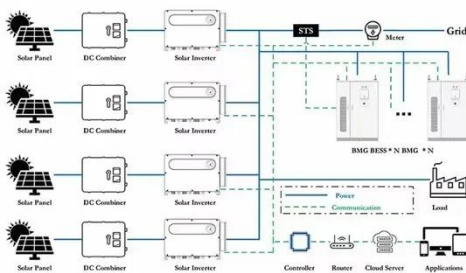 STS
Meter
Grid
Solar Panel DC Combiner Solar Inverter
Solar Panel DC Combiner Solar Inverter
BMG BESS * N BMG * N
Solar Panel DC Combiner Solar Inverter
Power
Communication
Load
Solar Panel DC Combiner Solar Inverter
Controller Router Cloud Server Applications